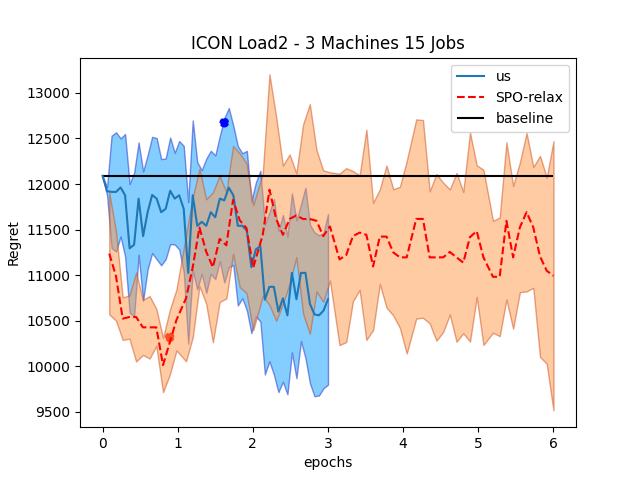 ICON Load2 - 3 Machines 15 Jobs
us
SPO-relax
baseline
Regret
13000
12500
12000
11500
11000
10500
10000
9500
0 1 2 3 4 5 6
epochs